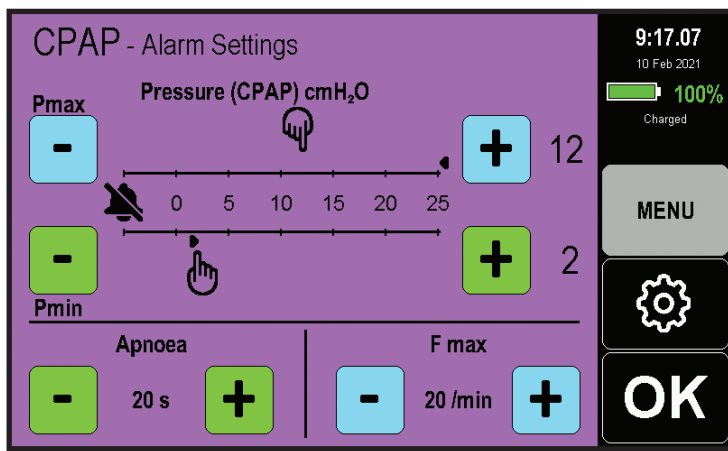 CPAP - Alarm Settings
9:17.07
10 Feb 2021
100%
Charged
Pressure (CPAP) cmH₂O
Pmax
- + 12
0 5 10 15 20 25
- + 2
Pmin
MENU
Apnoea
F max
- 20 s +
- 20 /min +
OK